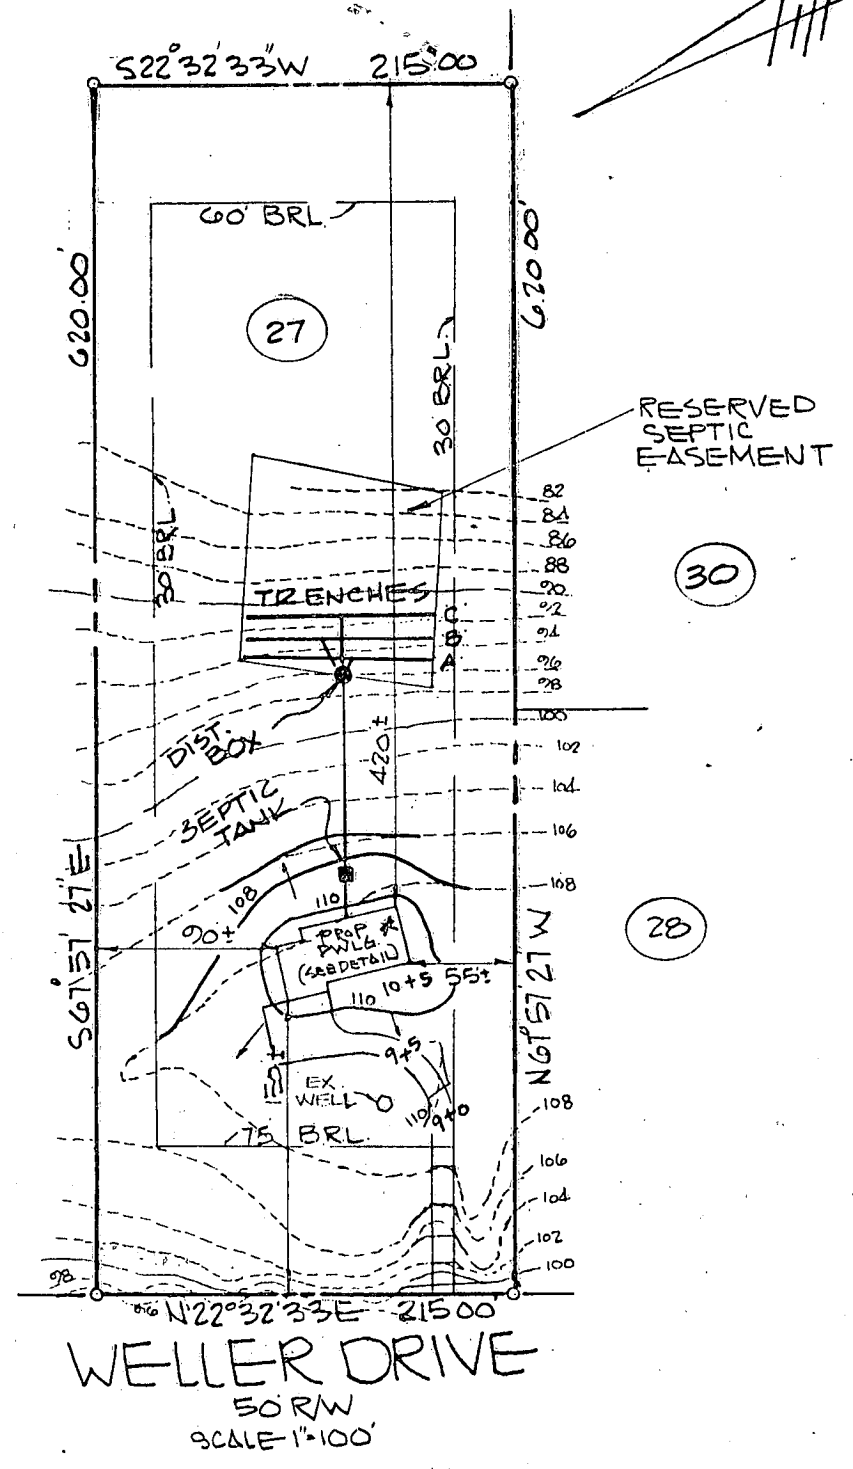 S22°32'33"W 215.00
60' BRL
620.00'
620.00'
27
30' BRL
RESERVED
SEPTIC
EASEMENT
82
84
86
88
90
92
94
96
98
100
102
104
106
108
30 BRL
30
TRENCHES
C
B
A
DIST.
BOX
420±
SEPTIC
TANK
108
110
90±
PROP
DWLG.
(SEE DETAIL)
10+5
55±
110
28
S67°57'27"E
N67°57'27 W
9+5
EX.
WELL
110
9+0
75 BRL.
108
106
104
102
100
98
96
N22°32'33E 215.00
WELLER DRIVE
50' R/W
SCALE-1"=100'